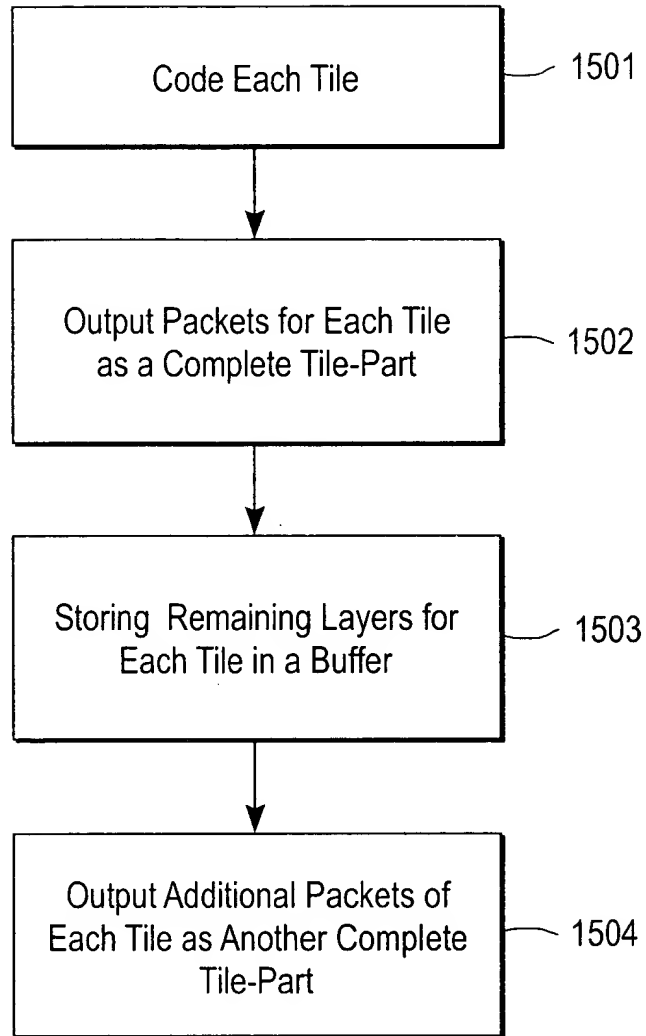 Code Each Tile
1501
Output Packets for Each Tile
as a Complete Tile-Part
1502
Storing Remaining Layers for
Each Tile in a Buffer
1503
Output Additional Packets of
Each Tile as Another Complete
Tile-Part
1504